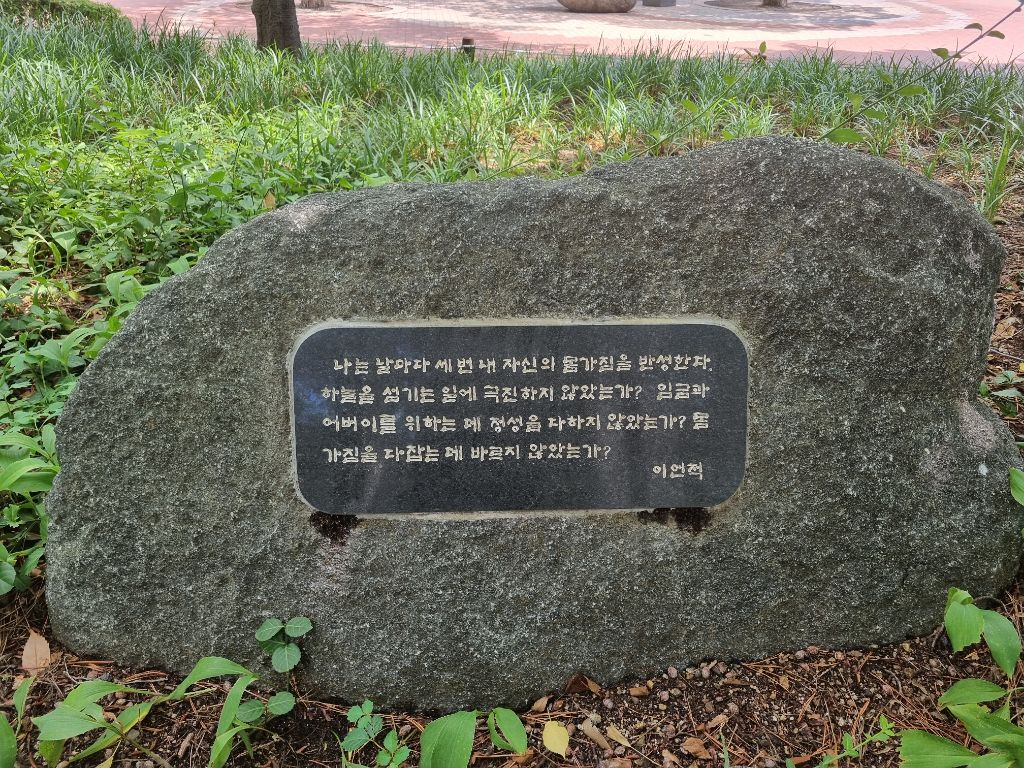 나는 날마다 세 번 내 자신의 몸가짐을 반성한다.
하늘을 섬기는 일에 극진하지 않았는가? 임금과
어버이를 위하는 데 정성을 다하지 않았는가? 몸
가짐을 다잡는 데 바르지 않았는가?
이언적